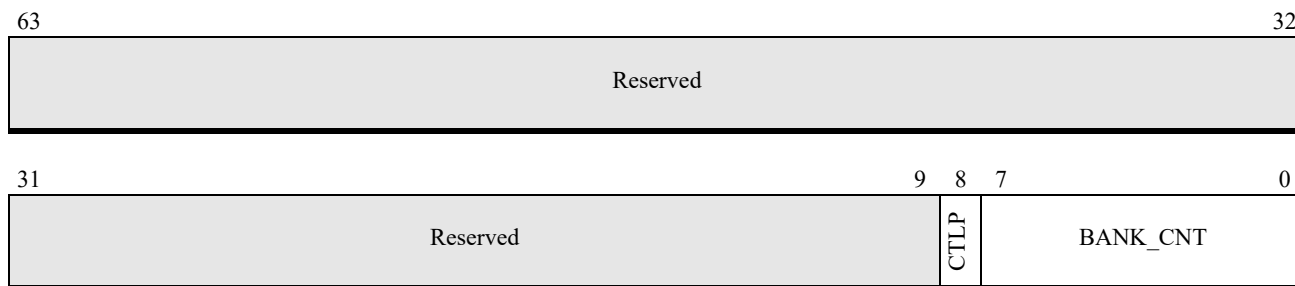 63 32
Reserved
31 9 8 7 0
Reserved CTLP BANK_CNT